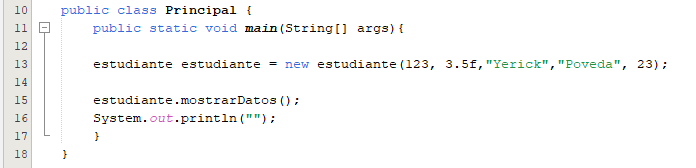 10 public class Principal {
11 public static void main(String[] args){
12
13 estudiante estudiante = new estudiante(123, 3.5f,"Yerick","Poveda", 23);
14
15 estudiante.mostrarDatos();
16 System.out.println("");
17 }
18 }